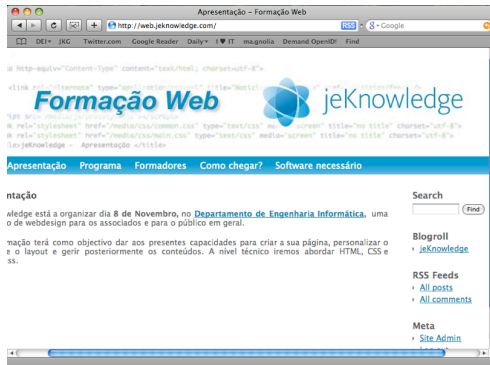 Apresentação – Formação Web
http://web.jeknowledge.com/
RSS
Google
DEI JKG Twitter.com Google Reader Daily I ♥ IT ma.gnolia Demand OpenID! Find
http-equiv="Content-Type" content="text/html; charset=utf-8">
Formação Web
jeKnowledge
rel="stylesheet" href="/media/css/common.css" type="text/css" screen" title="no title" charset="utf-8">
rel="stylesheet" href="/media/css/main.css" type="text/css" media="screen" title="no title" charset="utf-8">
le>jeKnowledge - Apresentação </title>
Apresentação Programa Formadores Como chegar? Software necessário
ntação
wledge está a organizar dia 8 de Novembro, no Departamento de Engenharia Informática, uma
o de webdesign para os associados e para o público em geral.
mação terá como objectivo dar aos presentes capacidades para criar a sua página, personalizar o
e o layout e gerir posteriormente os conteúdos. A nível técnico iremos abordar HTML, CSS e
ss.
Search
Find
Blogroll
jeKnowledge
RSS Feeds
All posts
All comments
Meta
Site Admin